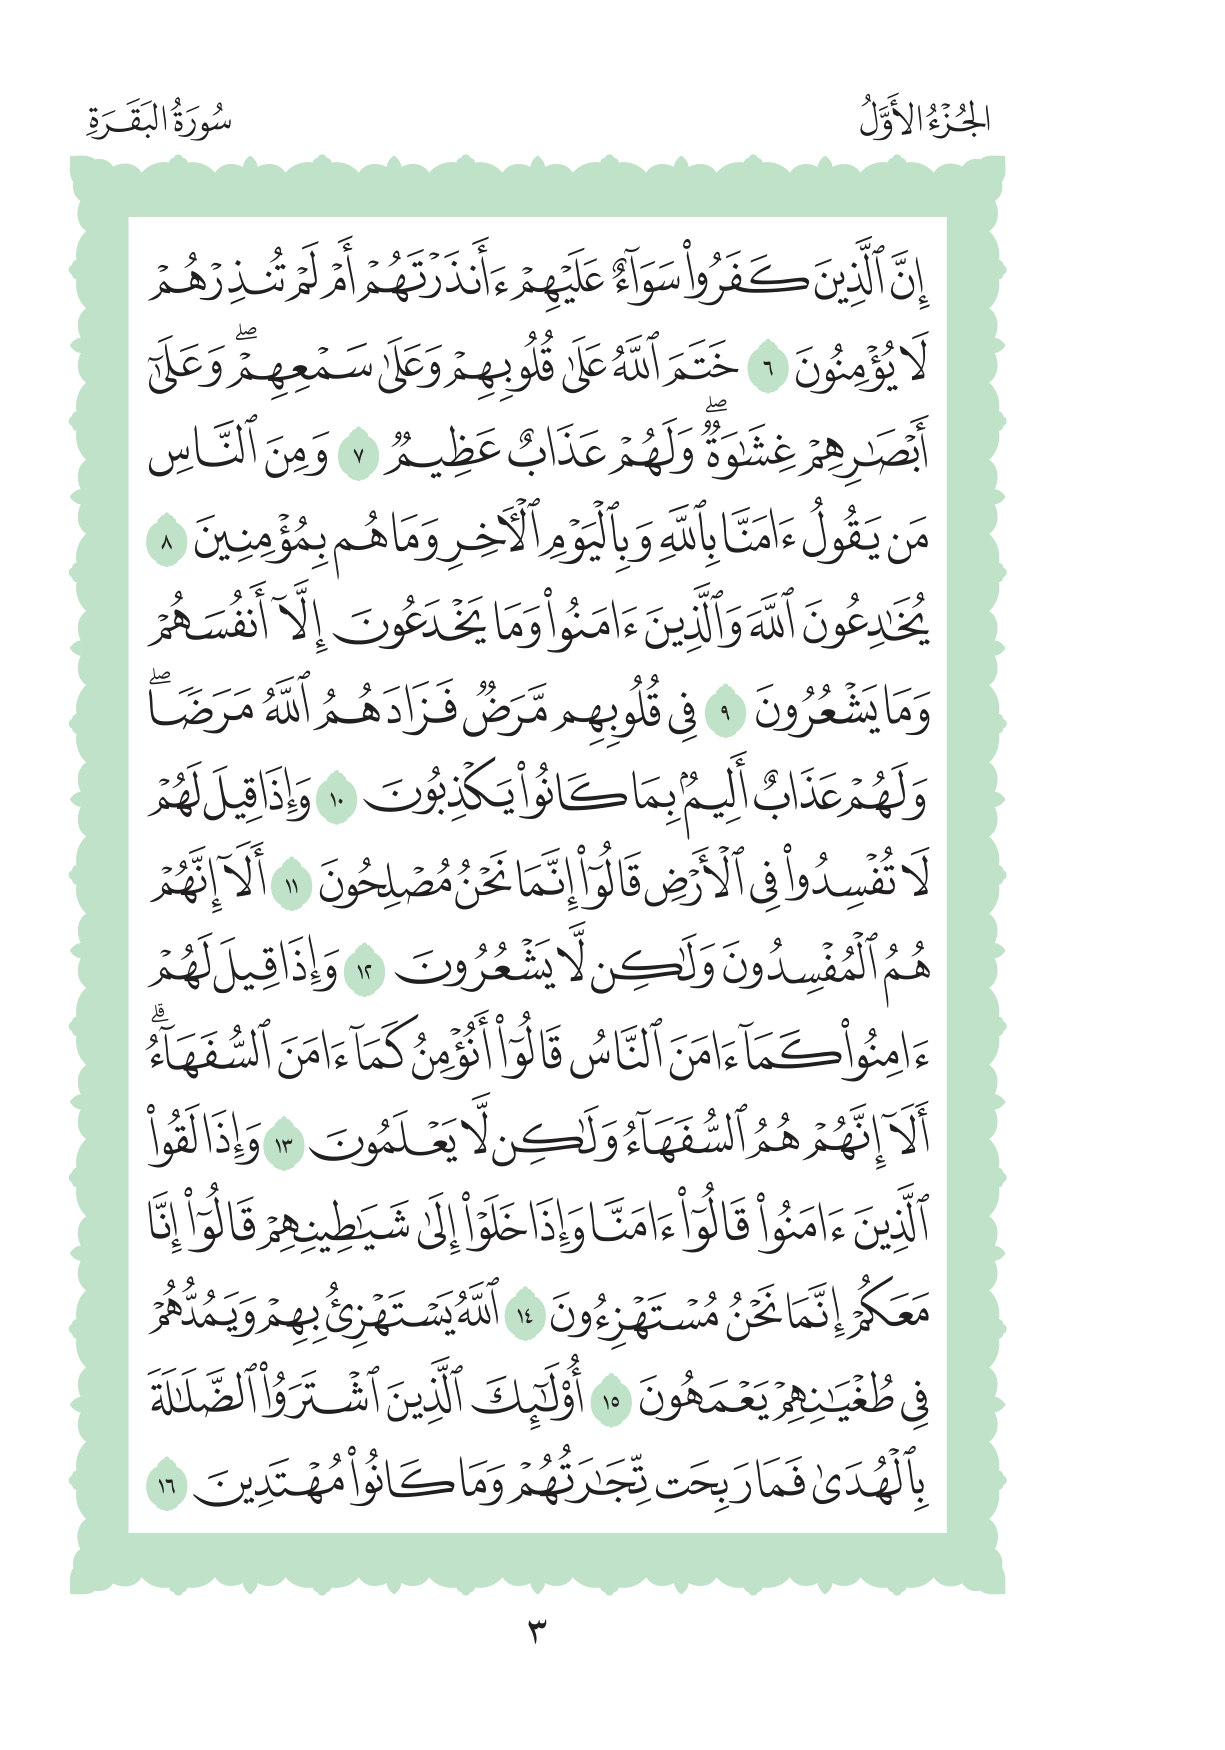 الجُزْءُ الأَوَّلُ
سُورَةُ البَقَرَةِ
إِنَّ ٱلَّذِينَ كَفَرُوا۟ سَوَآءٌ عَلَيْهِمْ ءَأَنذَرْتَهُمْ أَمْ لَمْ تُنذِرْهُمْ
لَا يُؤْمِنُونَ ٦ خَتَمَ ٱللَّهُ عَلَىٰ قُلُوبِهِمْ وَعَلَىٰ سَمْعِهِمْ ۖ وَعَلَىٰٓ
أَبْصَٰرِهِمْ غِشَٰوَةٌ ۖ وَلَهُمْ عَذَابٌ عَظِيمٌ ٧ وَمِنَ ٱلنَّاسِ
مَن يَقُولُ ءَامَنَّا بِٱللَّهِ وَبِٱلْيَوْمِ ٱلْـَٔاخِرِ وَمَا هُم بِمُؤْمِنِينَ ٨
يُخَٰدِعُونَ ٱللَّهَ وَٱلَّذِينَ ءَامَنُوا۟ وَمَا يَخْدَعُونَ إِلَّآ أَنفُسَهُمْ
وَمَا يَشْعُرُونَ ٩ فِى قُلُوبِهِم مَّرَضٌ فَزَادَهُمُ ٱللَّهُ مَرَضًا ۖ
وَلَهُمْ عَذَابٌ أَلِيمٌۢ بِمَا كَانُوا۟ يَكْذِبُونَ ١٠ وَإِذَا قِيلَ لَهُمْ
لَا تُفْسِدُوا۟ فِى ٱلْأَرْضِ قَالُوٓا۟ إِنَّمَا نَحْنُ مُصْلِحُونَ ١١ أَلَآ إِنَّهُمْ
هُمُ ٱلْمُفْسِدُونَ وَلَٰكِن لَّا يَشْعُرُونَ ١٢ وَإِذَا قِيلَ لَهُمْ
ءَامِنُوا۟ كَمَآ ءَامَنَ ٱلنَّاسُ قَالُوٓا۟ أَنُؤْمِنُ كَمَآ ءَامَنَ ٱلسُّفَهَآءُ ۗ
أَلَآ إِنَّهُمْ هُمُ ٱلسُّفَهَآءُ وَلَٰكِن لَّا يَعْلَمُونَ ١٣ وَإِذَا لَقُوا۟
ٱلَّذِينَ ءَامَنُوا۟ قَالُوٓا۟ ءَامَنَّا وَإِذَا خَلَوْا۟ إِلَىٰ شَيَٰطِينِهِمْ قَالُوٓا۟ إِنَّا
مَعَكُمْ إِنَّمَا نَحْنُ مُسْتَهْزِءُونَ ١٤ ٱللَّهُ يَسْتَهْزِئُ بِهِمْ وَيَمُدُّهُمْ
فِى طُغْيَٰنِهِمْ يَعْمَهُونَ ١٥ أُو۟لَٰٓئِكَ ٱلَّذِينَ ٱشْتَرَوُا۟ ٱلضَّلَٰلَةَ
بِٱلْهُدَىٰ فَمَا رَبِحَت تِّجَٰرَتُهُمْ وَمَا كَانُوا۟ مُهْتَدِينَ ١٦
٣